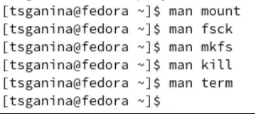 [tsganina@fedora ~]$ man mount
[tsganina@fedora ~]$ man fsck
[tsganina@fedora ~]$ man mkfs
[tsganina@fedora ~]$ man kill
[tsganina@fedora ~]$ man term
[tsganina@fedora ~]$